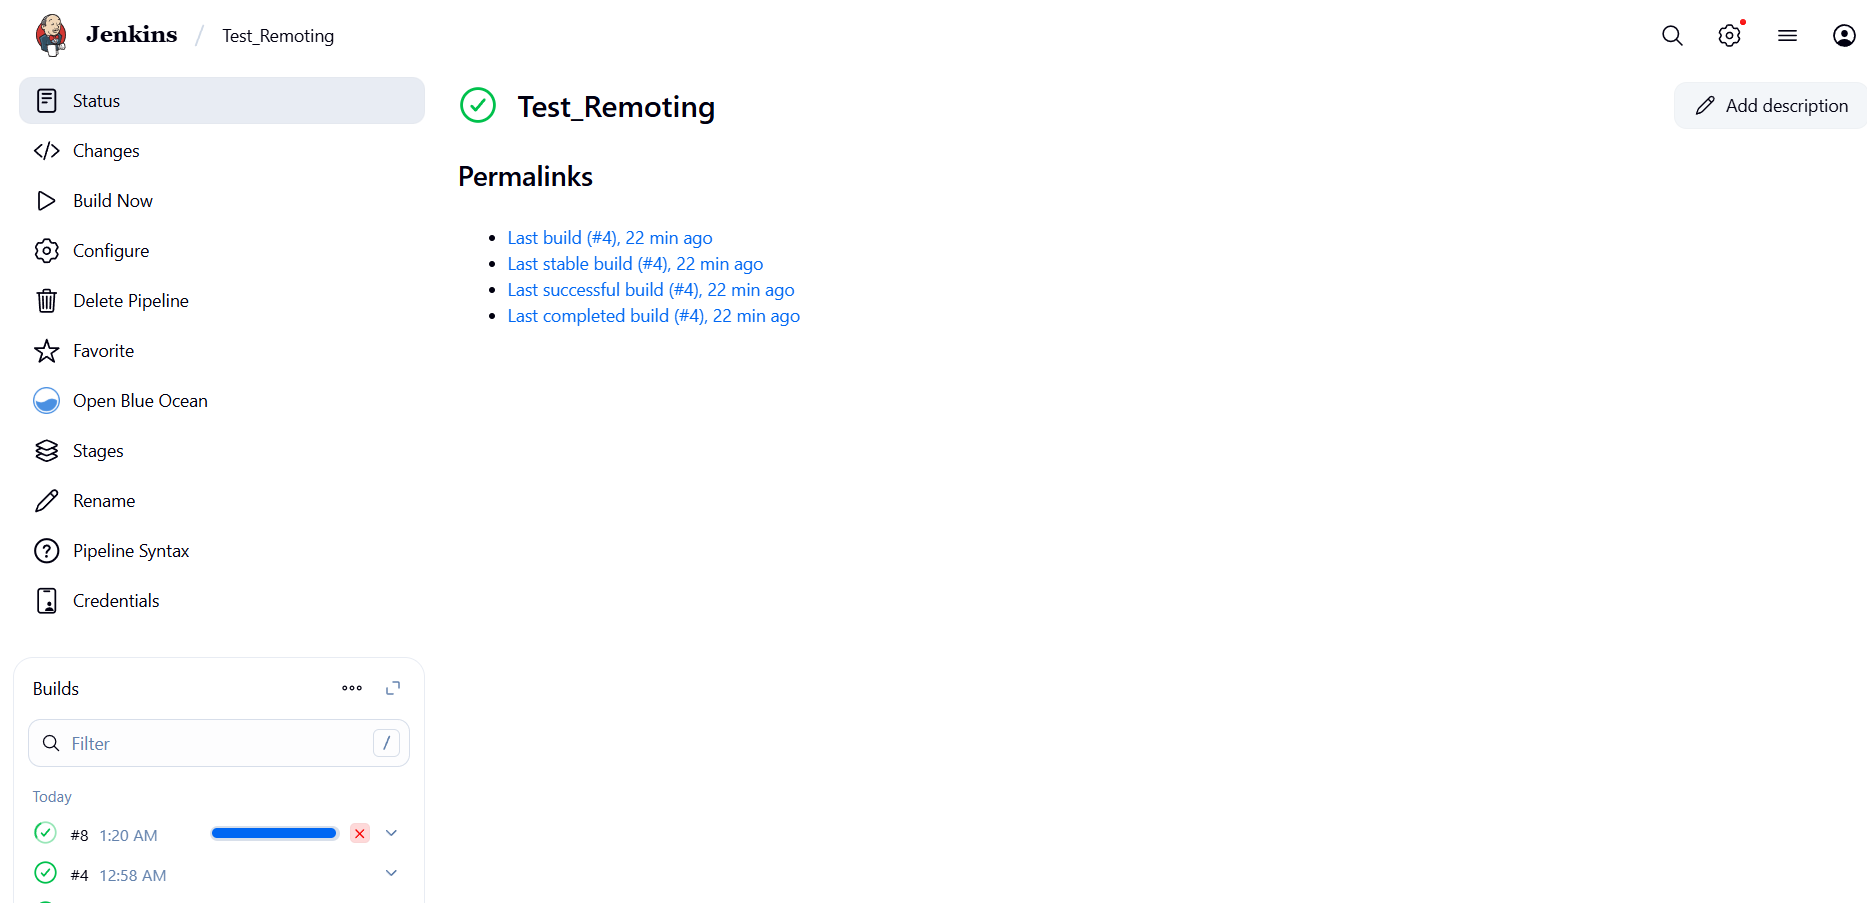 Jenkins / Test_Remoting
Status
Changes
Build Now
Configure
Delete Pipeline
Favorite
Open Blue Ocean
Stages
Rename
Pipeline Syntax
Credentials
Builds
Filter /
Today
#8 1:20 AM
#4 12:58 AM
Test_Remoting
Add description
Permalinks
Last build (#4), 22 min ago
Last stable build (#4), 22 min ago
Last successful build (#4), 22 min ago
Last completed build (#4), 22 min ago